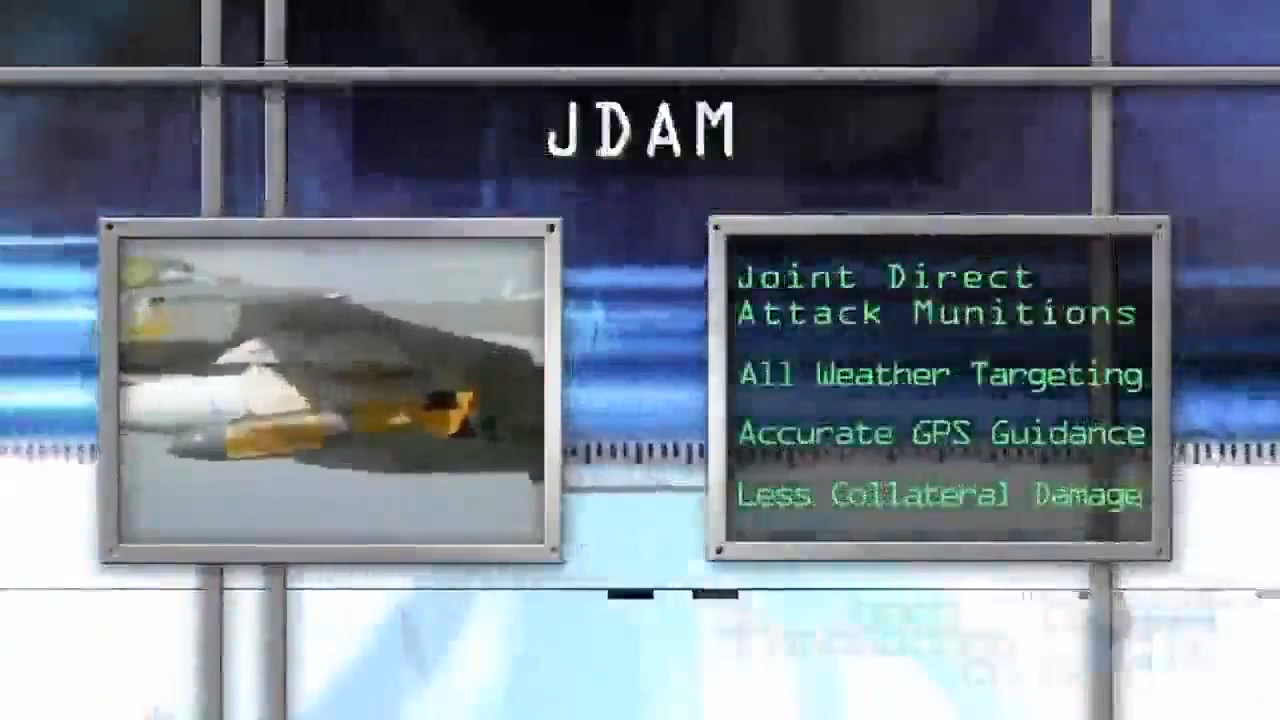 JDAM
Joint Direct
Attack Munitions
All Weather Targeting
Accurate GPS Guidance
Less Collateral Damage